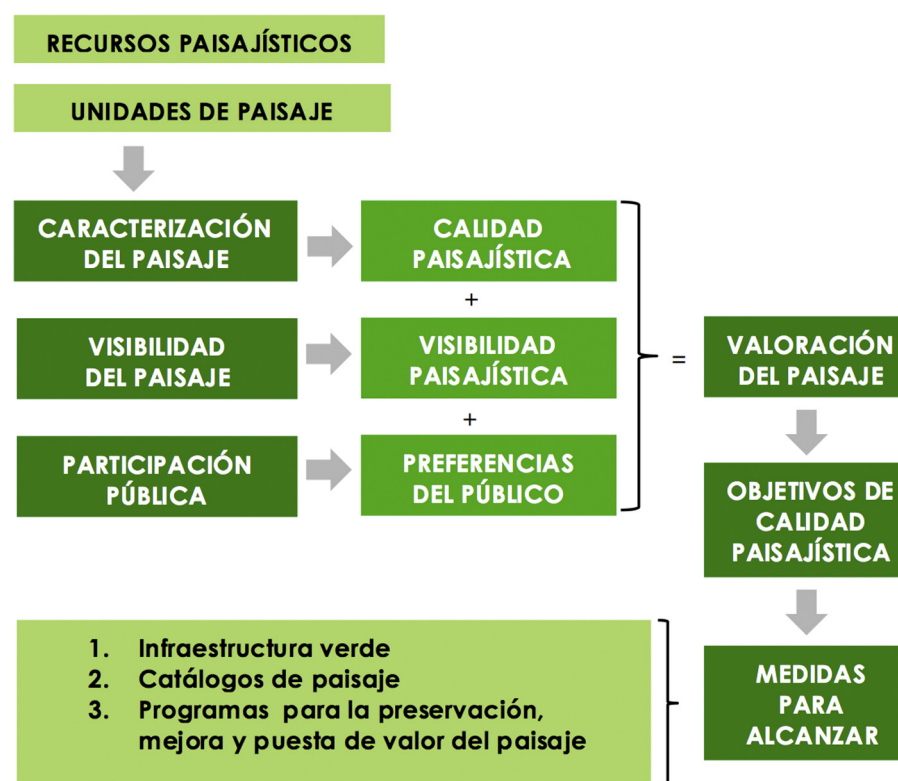 RECURSOS PAISAJÍSTICOS
UNIDADES DE PAISAJE
CARACTERIZACIÓN
DEL PAISAJE
CALIDAD
PAISAJÍSTICA
+
VISIBILIDAD
DEL PAISAJE
VISIBILIDAD
PAISAJÍSTICA
=
VALORACIÓN
DEL PAISAJE
+
PARTICIPACIÓN
PÚBLICA
PREFERENCIAS
DEL PÚBLICO
OBJETIVOS DE
CALIDAD
PAISAJÍSTICA
1. Infraestructura verde
2. Catálogos de paisaje
3. Programas para la preservación,
mejora y puesta de valor del paisaje
MEDIDAS
PARA
ALCANZAR